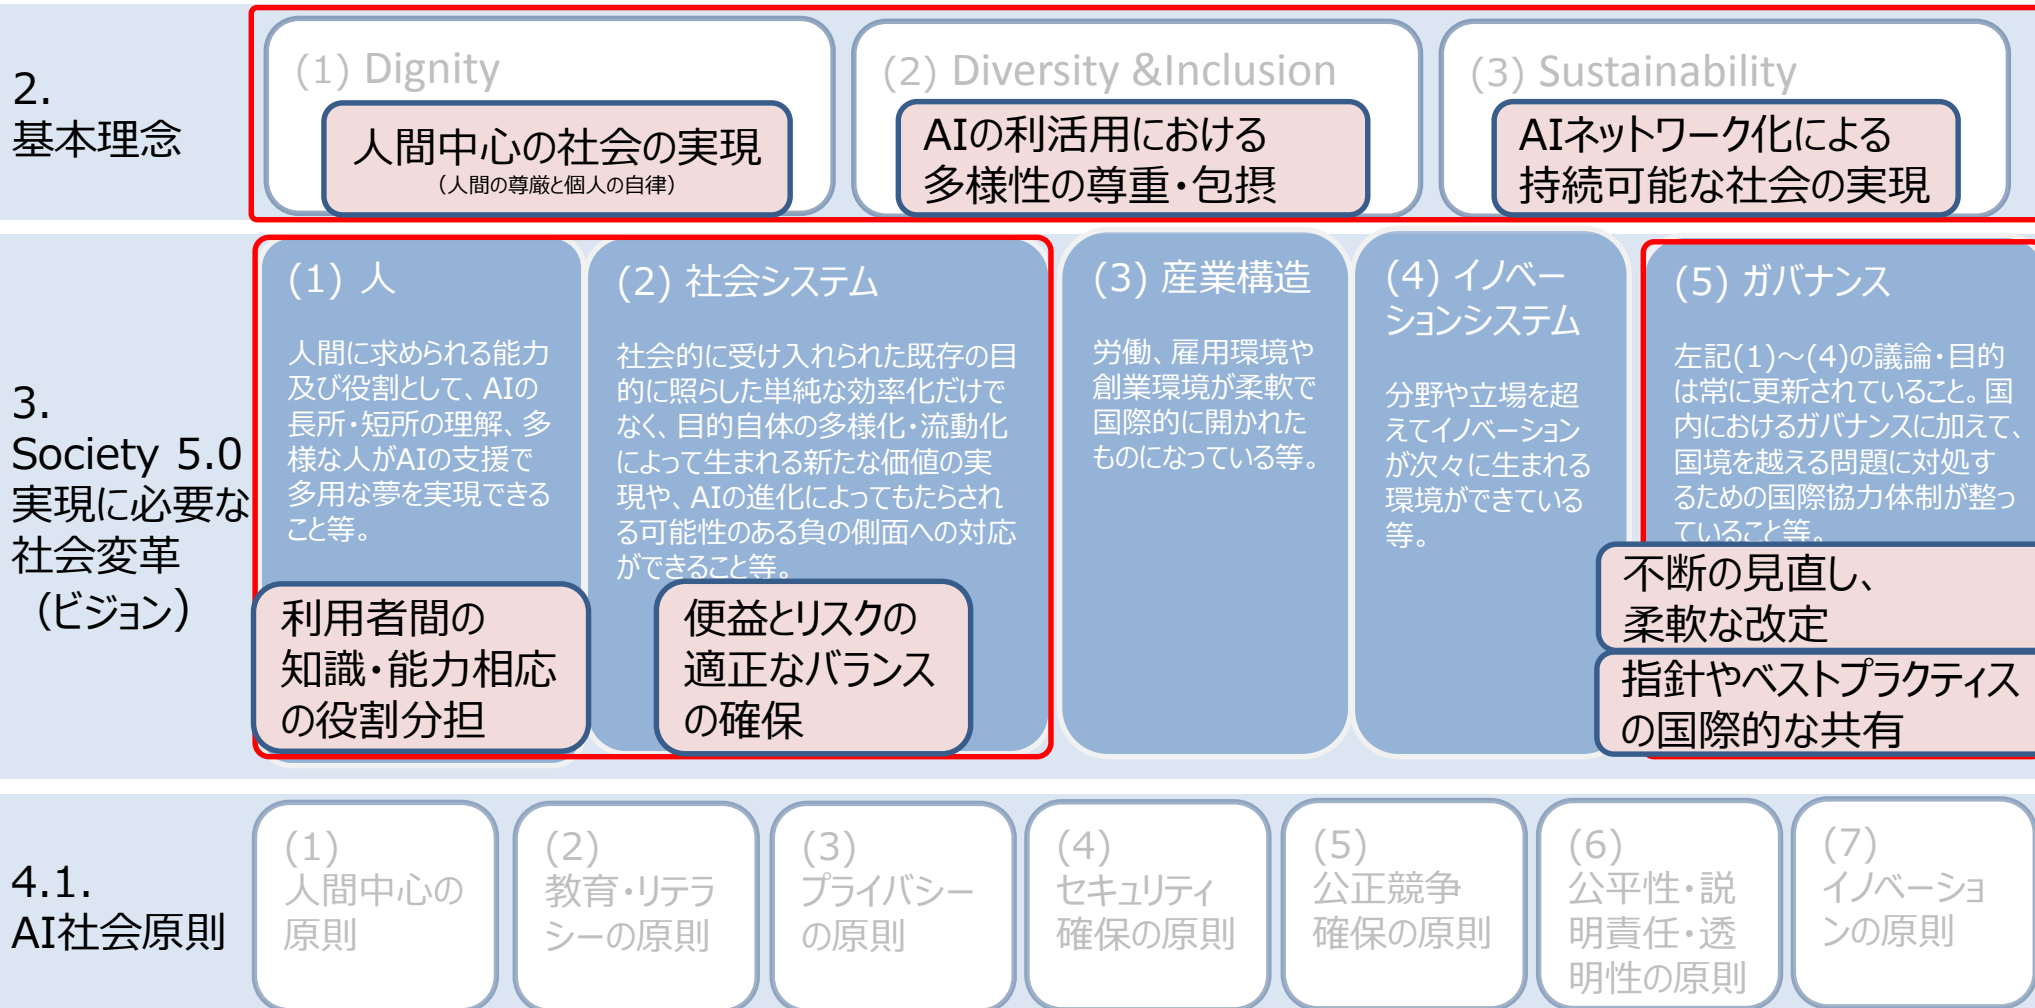 2.
基本理念
(1) Dignity
人間中心の社会の実現
（人間の尊厳と個人の自律）
(2) Diversity &Inclusion
AIの利活用における
多様性の尊重・包摂
(3) Sustainability
AIネットワーク化による
持続可能な社会の実現
3.
Society 5.0
実現に必要な
社会変革
（ビジョン）
(1) 人
人間に求められる能力
及び役割として、AIの
長所・短所の理解、多
様な人がAIの支援で
多用な夢を実現できる
こと等。
利用者間の
知識・能力相応
の役割分担
(2) 社会システム
社会的に受け入れられた既存の目
的に照らした単純な効率化だけで
なく、目的自体の多様化・流動化
によって生まれる新たな価値の実
現や、AIの進化によってもたらされ
る可能性のある負の側面への対応
ができること等。
便益とリスクの
適正なバランス
の確保
(3) 産業構造
労働、雇用環境や
創業環境が柔軟で
国際的に開かれた
ものになっている等。
(4) イノベー
ションシステム
分野や立場を超
えてイノベーション
が次々に生まれる
環境ができている
等。
(5) ガバナンス
左記(1)～(4)の議論・目的
は常に更新されていること。国
内におけるガバナンスに加えて、
国境を越える問題に対処す
るための国際協力体制が整っ
ていること等。
不断の見直し、
柔軟な改定
指針やベストプラクティス
の国際的な共有
4.1.
AI社会原則
(1)
人間中心の
原則
(2)
教育・リテラ
シーの原則
(3)
プライバシー
の原則
(4)
セキュリティ
確保の原則
(5)
公正競争
確保の原則
(6)
公平性・説
明責任・透
明性の原則
(7)
イノベーショ
ンの原則